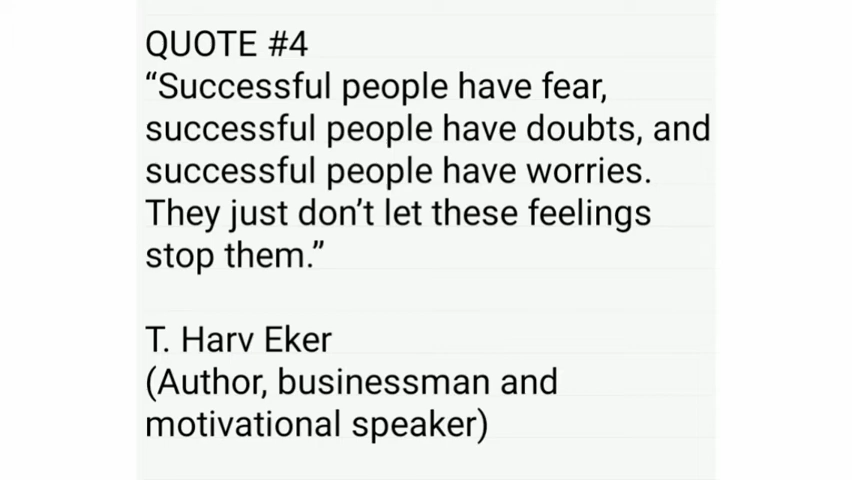 QUOTE #4
“Successful people have fear,
successful people have doubts, and
successful people have worries.
They just don’t let these feelings
stop them.”
T. Harv Eker
(Author, businessman and
motivational speaker)